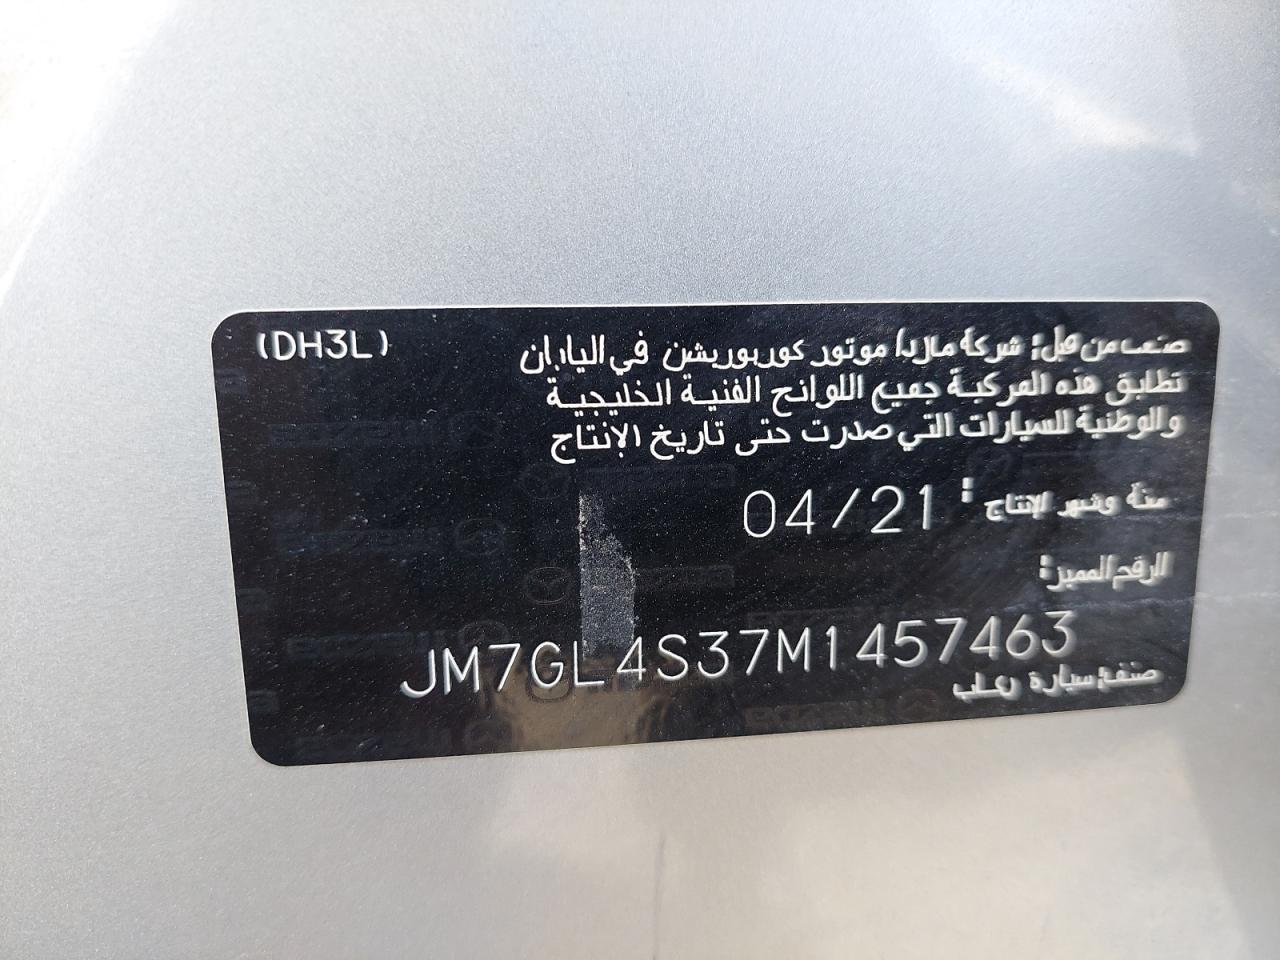 (DH3L)
صنعت من قبل: شركة مازدا موتور كوربوريشن في اليابان
تطابق هذه المركبة جميع اللوائح الفنية الخليجية
والوطنية للسيارات التي صدرت حتى تاريخ الإنتاج
سنة وشهر الإنتاج : 04/21
الرقم المميز:
JM7GL4S37M1457463
صنف: سيارة ركاب